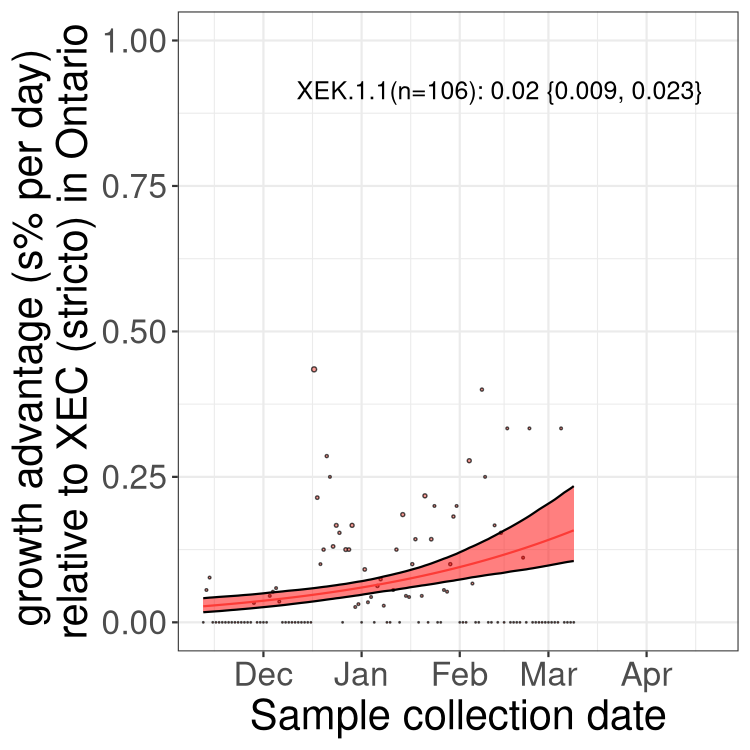 growth advantage (s% per day)
relative to XEC (stricto) in Ontario
1.00
0.75
0.50
0.25
0.00
XEK.1.1(n=106): 0.02 {0.009, 0.023}
Dec Jan Feb Mar Apr
Sample collection date